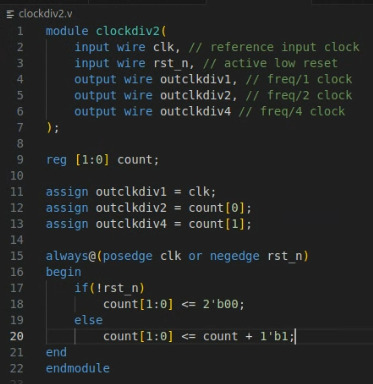 clockdiv2.v
1 module clockdiv2(
2     input wire clk, // reference input clock
3     input wire rst_n, // active low reset
4     output wire outclkdiv1, // freq/1 clock
5     output wire outclkdiv2, // freq/2 clock
6     output wire outclkdiv4 // freq/4 clock
7 );
8
9 reg [1:0] count;
10
11 assign outclkdiv1 = clk;
12 assign outclkdiv2 = count[0];
13 assign outclkdiv4 = count[1];
14
15 always@(posedge clk or negedge rst_n)
16 begin
17     if(!rst_n)
18         count[1:0] <= 2'b00;
19     else
20         count[1:0] <= count + 1'b1;
21 end
22 endmodule
23